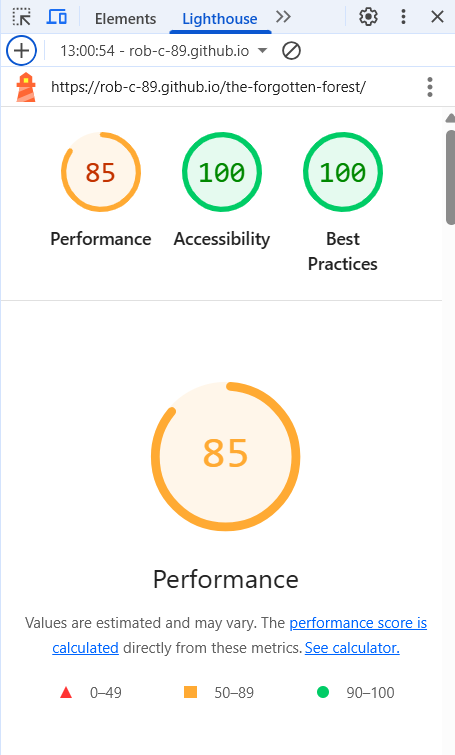 Elements
Lighthouse
13:00:54 - rob-c-89.github.io
https://rob-c-89.github.io/the-forgotten-forest/
85
100
100
Performance
Accessibility
Best
Practices
85
Performance
Values are estimated and may vary. The performance score is
calculated directly from these metrics. See calculator.
0–49
50–89
90–100